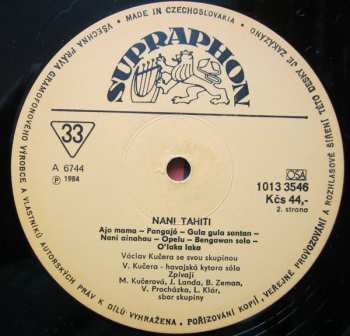 MADE IN CZECHOSLOVAKIA
VŠECHNA PRÁVA GRAMOFONOVÉHO VÝROBCE A VLASTNÍKŮ AUTORSKÝCH PRÁV K DÍLU VYHRAŽENA. POŘIZOVÁNÍ KOPIÍ, VEŘEJNÉ PROVOZOVÁNÍ A ROZHLASOVÉ ŠÍŘENÍ TÉTO DESKY JE ZAKÁZÁNO
SUPRAPHON
33
A 6744
Ⓟ 1984
OSA
1013 3546
Kčs 44,-
2. strana
NANI TAHITI
Ajo mama – Pangajó – Gula gula santan –
Nani ainahau – Opelu – Bengawan solo –
O'laka laka
Václav Kučera se svou skupinou
V. Kučera - havajská kytara sólo
Zpívají
M. Kučerová, J. Landa, B. Zeman,
V. Procházka, L. Klár,
sbor skupiny